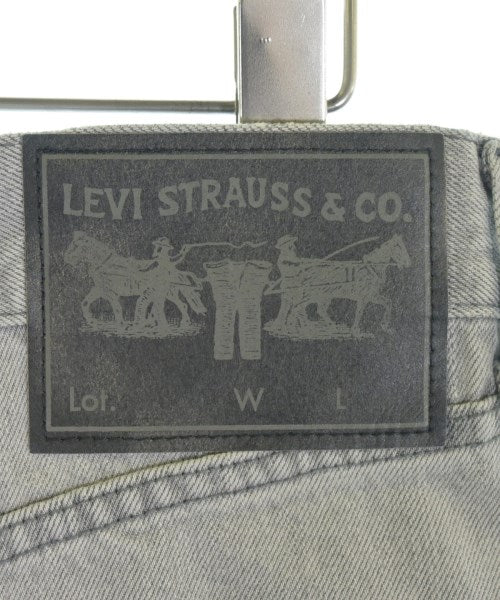 LEVI STRAUSS & CO.
Lot. W L